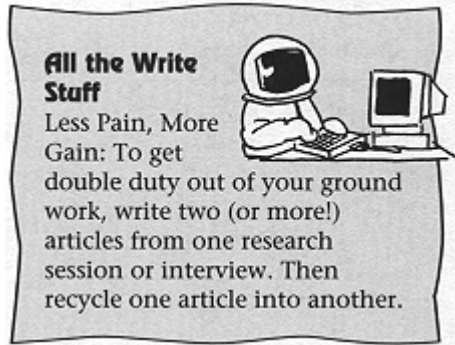 All the Write
Stuff
Less Pain, More
Gain: To get
double duty out of your ground
work, write two (or more!)
articles from one research
session or interview. Then
recycle one article into another.